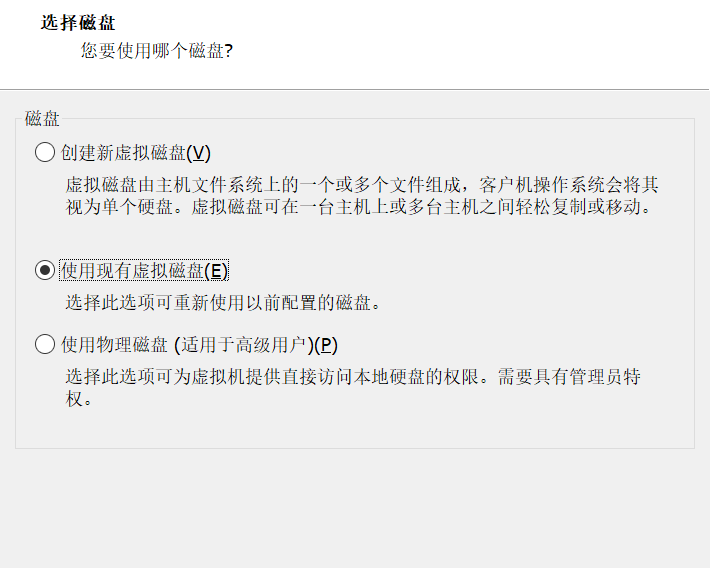 选择磁盘
您要使用哪个磁盘?
磁盘
创建新虚拟磁盘(V)
虚拟磁盘由主机文件系统上的一个或多个文件组成，客户机操作系统会将其
视为单个硬盘。虚拟磁盘可在一台主机上或多台主机之间轻松复制或移动。
使用现有虚拟磁盘(E)
选择此选项可重新使用以前配置的磁盘。
使用物理磁盘 (适用于高级用户)(P)
选择此选项可为虚拟机提供直接访问本地硬盘的权限。需要具有管理员特
权。